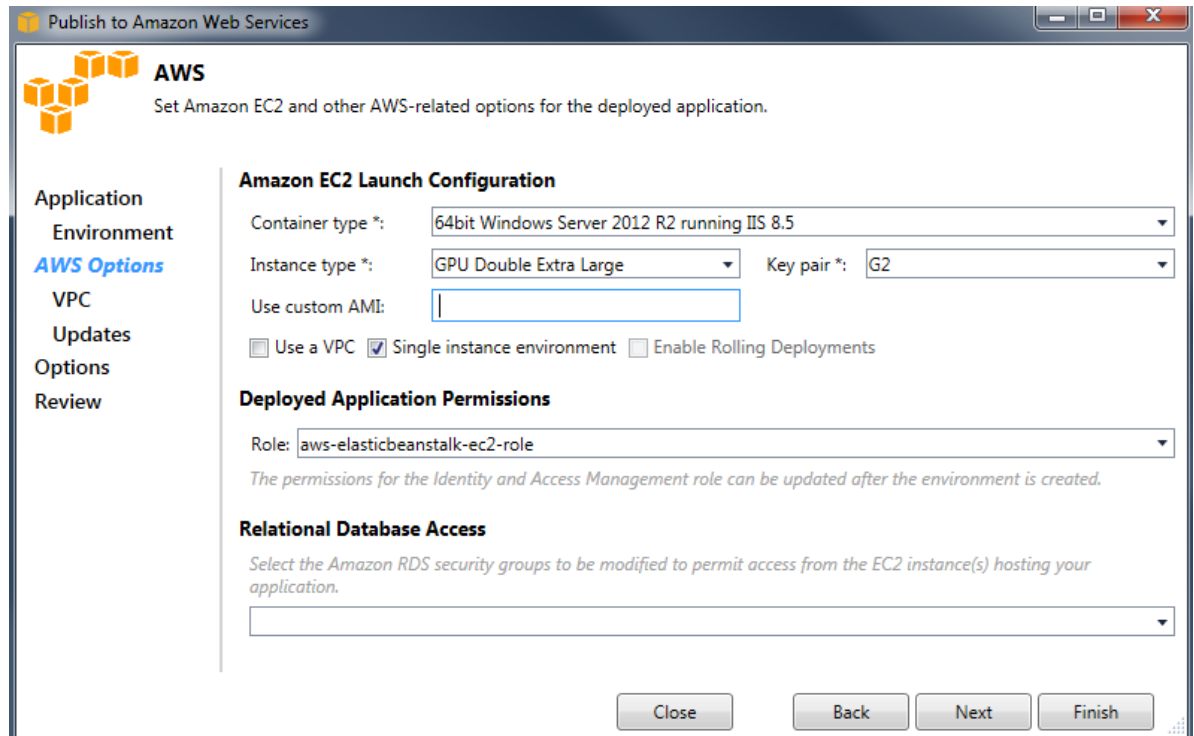 Publish to Amazon Web Services
AWS
Set Amazon EC2 and other AWS-related options for the deployed application.
Application
Environment
AWS Options
VPC
Updates
Options
Review
Amazon EC2 Launch Configuration
Container type *: 64bit Windows Server 2012 R2 running IIS 8.5
Instance type *: GPU Double Extra Large Key pair *: G2
Use custom AMI:
Use a VPC Single instance environment Enable Rolling Deployments
Deployed Application Permissions
Role: aws-elasticbeanstalk-ec2-role
The permissions for the Identity and Access Management role can be updated after the environment is created.
Relational Database Access
Select the Amazon RDS security groups to be modified to permit access from the EC2 instance(s) hosting your
application.
Close Back Next Finish